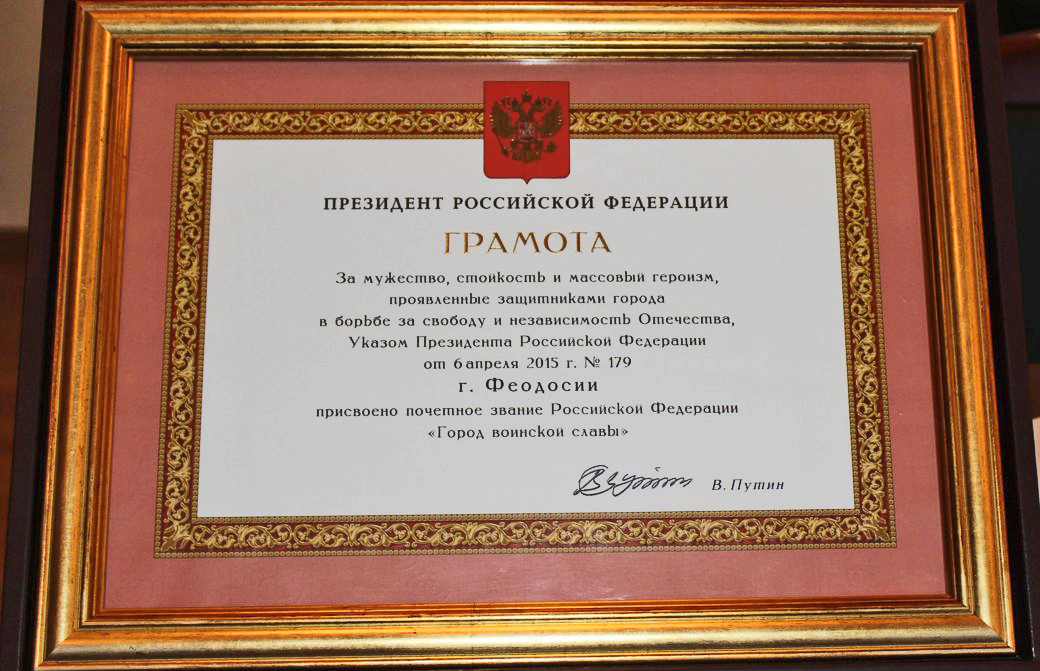 ПРЕЗИДЕНТ РОССИЙСКОЙ ФЕДЕРАЦИИ
ГРАМОТА
За мужество, стойкость и массовый героизм,
проявленные защитниками города
в борьбе за свободу и независимость Отечества,
Указом Президента Российской Федерации
от 6 апреля 2015 г. № 179
г. Феодосии
присвоено почетное звание Российской Федерации
«Город воинской славы»
В. Путин